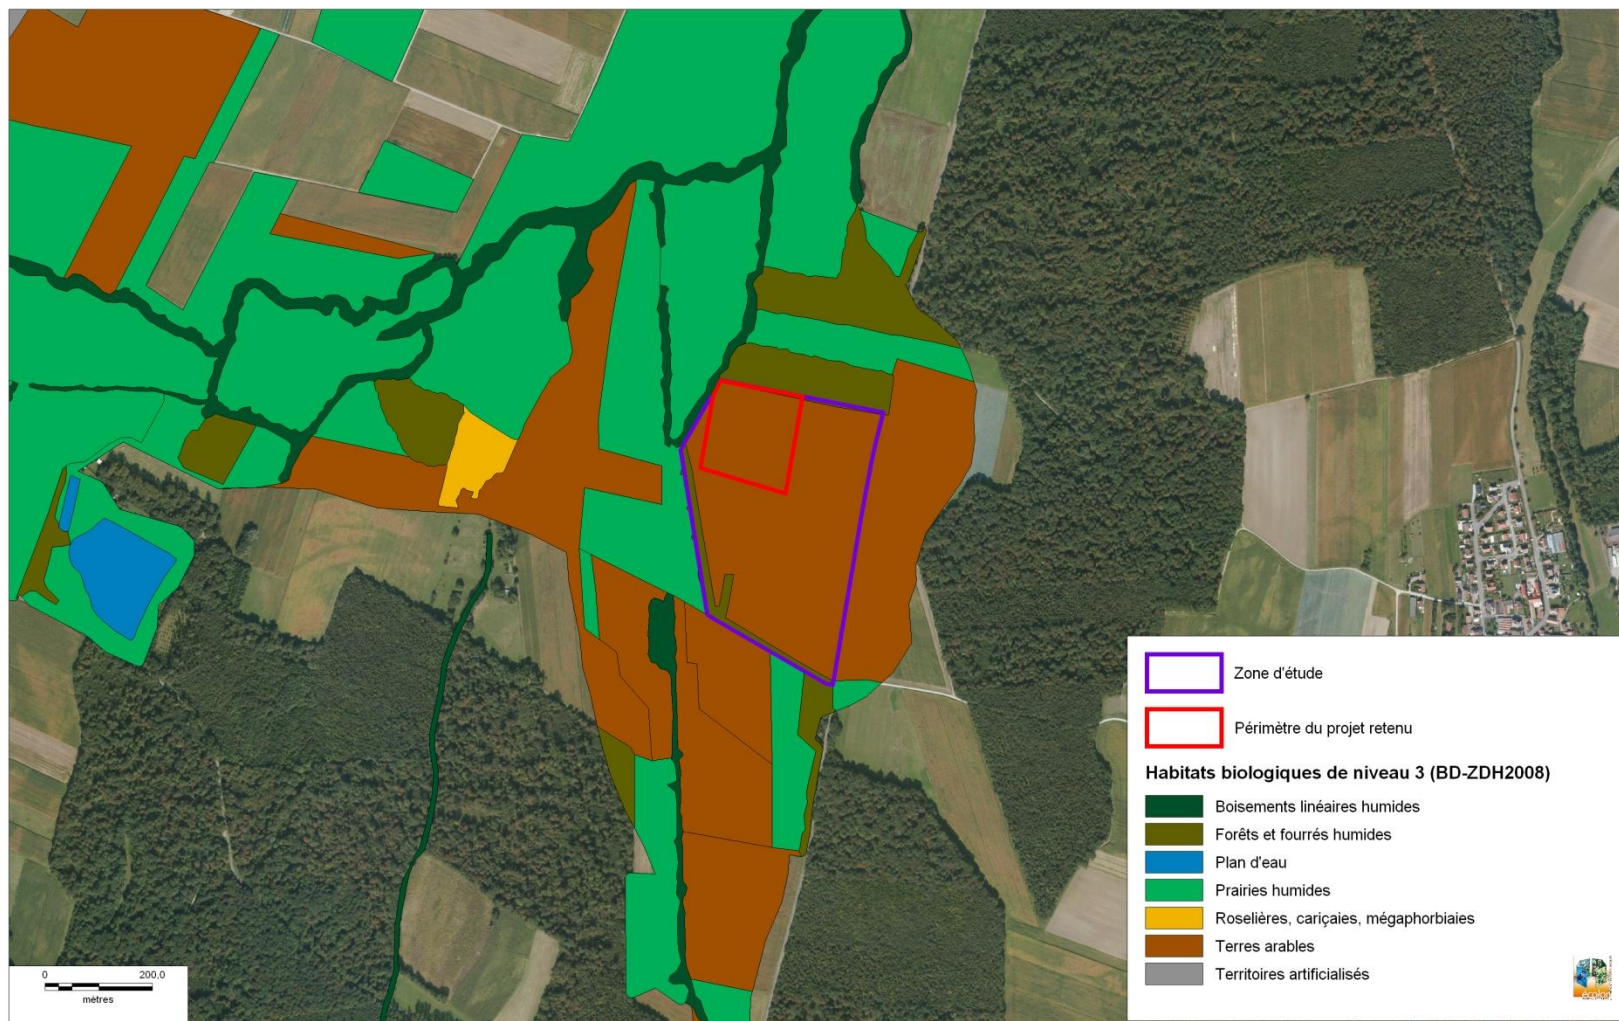 Zone d'étude
Périmètre du projet retenu
Habitats biologiques de niveau 3 (BD-ZDH2008)
Boisements linéaires humides
Forêts et fourrés humides
Plan d'eau
Prairies humides
Roselières, cariçaies, mégaphorbiaies
Terres arables
Territoires artificialisés
0 200,0
mètres